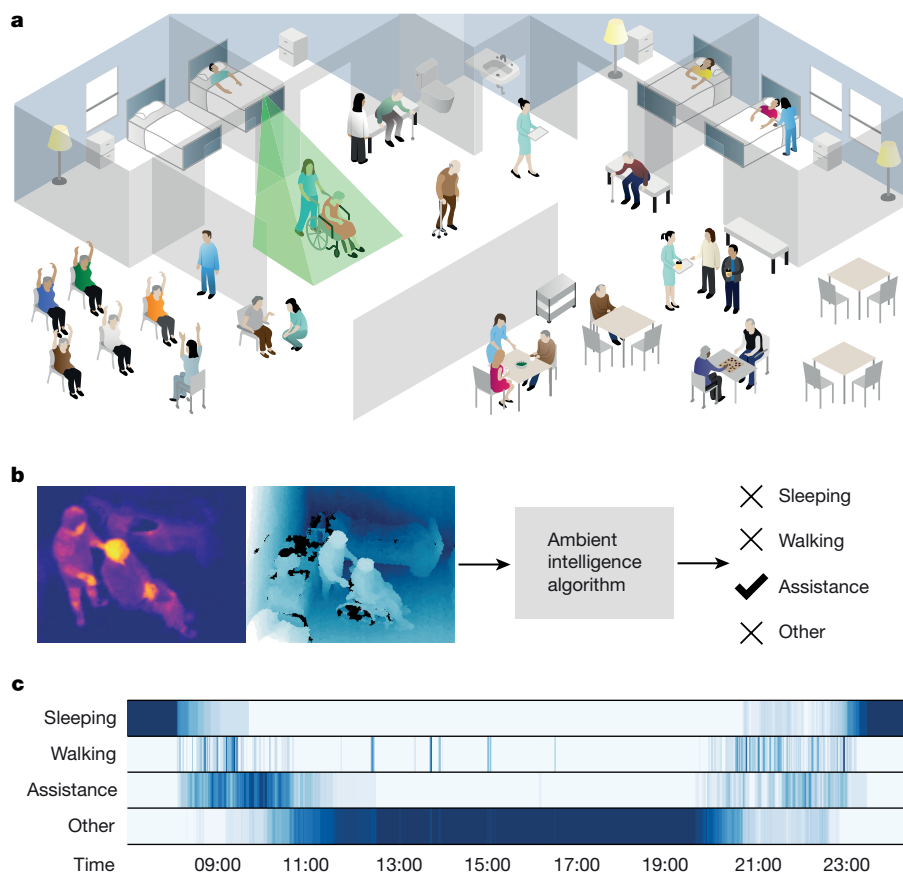 a
b
Ambient
intelligence
algorithm
Sleeping
Walking
Assistance
Other
c
Sleeping
Walking
Assistance
Other
Time 09:00 11:00 13:00 15:00 17:00 19:00 21:00 23:00